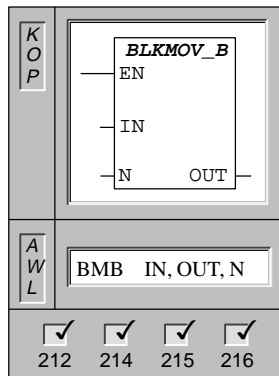 K
O
P
BLKMOV_B
EN
IN
N OUT
A
W
L
BMB IN, OUT, N
212 214 215 216